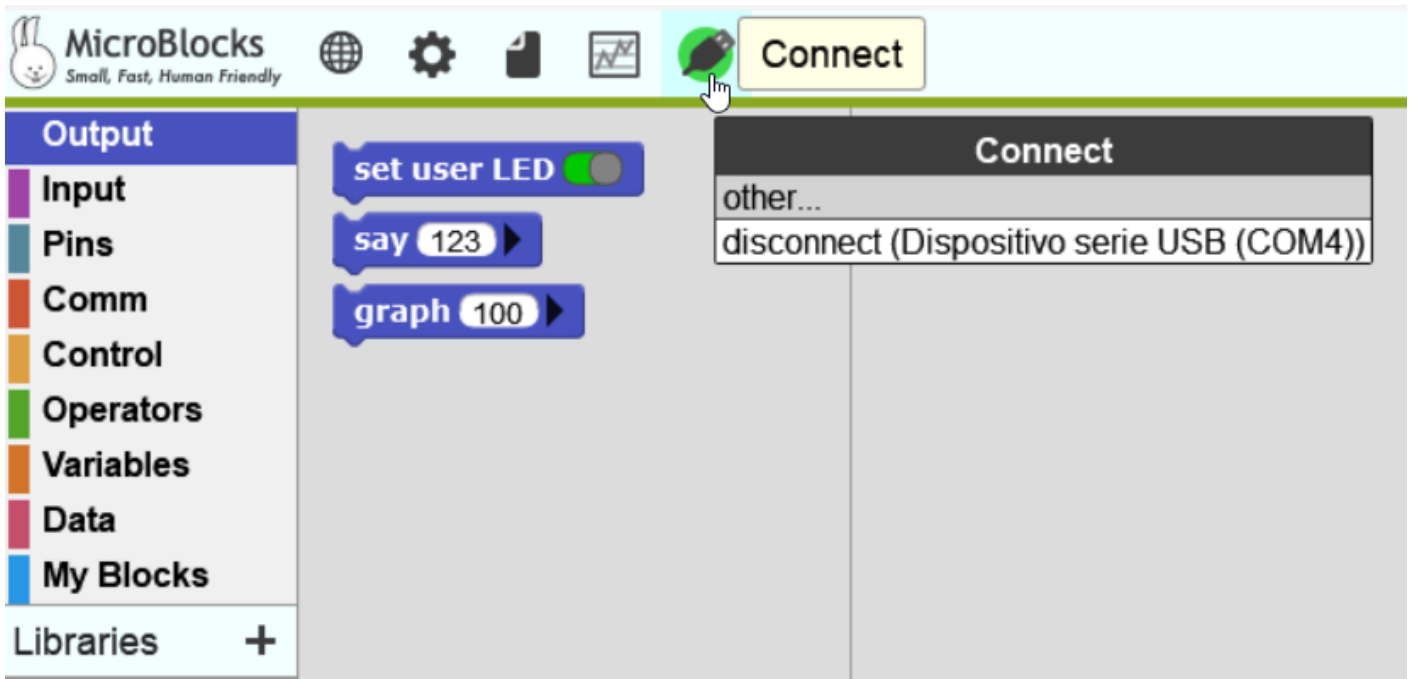 MicroBlocks
Small, Fast, Human Friendly
Connect
Output
Input
Pins
Comm
Control
Operators
Variables
Data
My Blocks
Libraries +
set user LED
say 123
graph 100
Connect
other...
disconnect (Dispositivo serie USB (COM4))